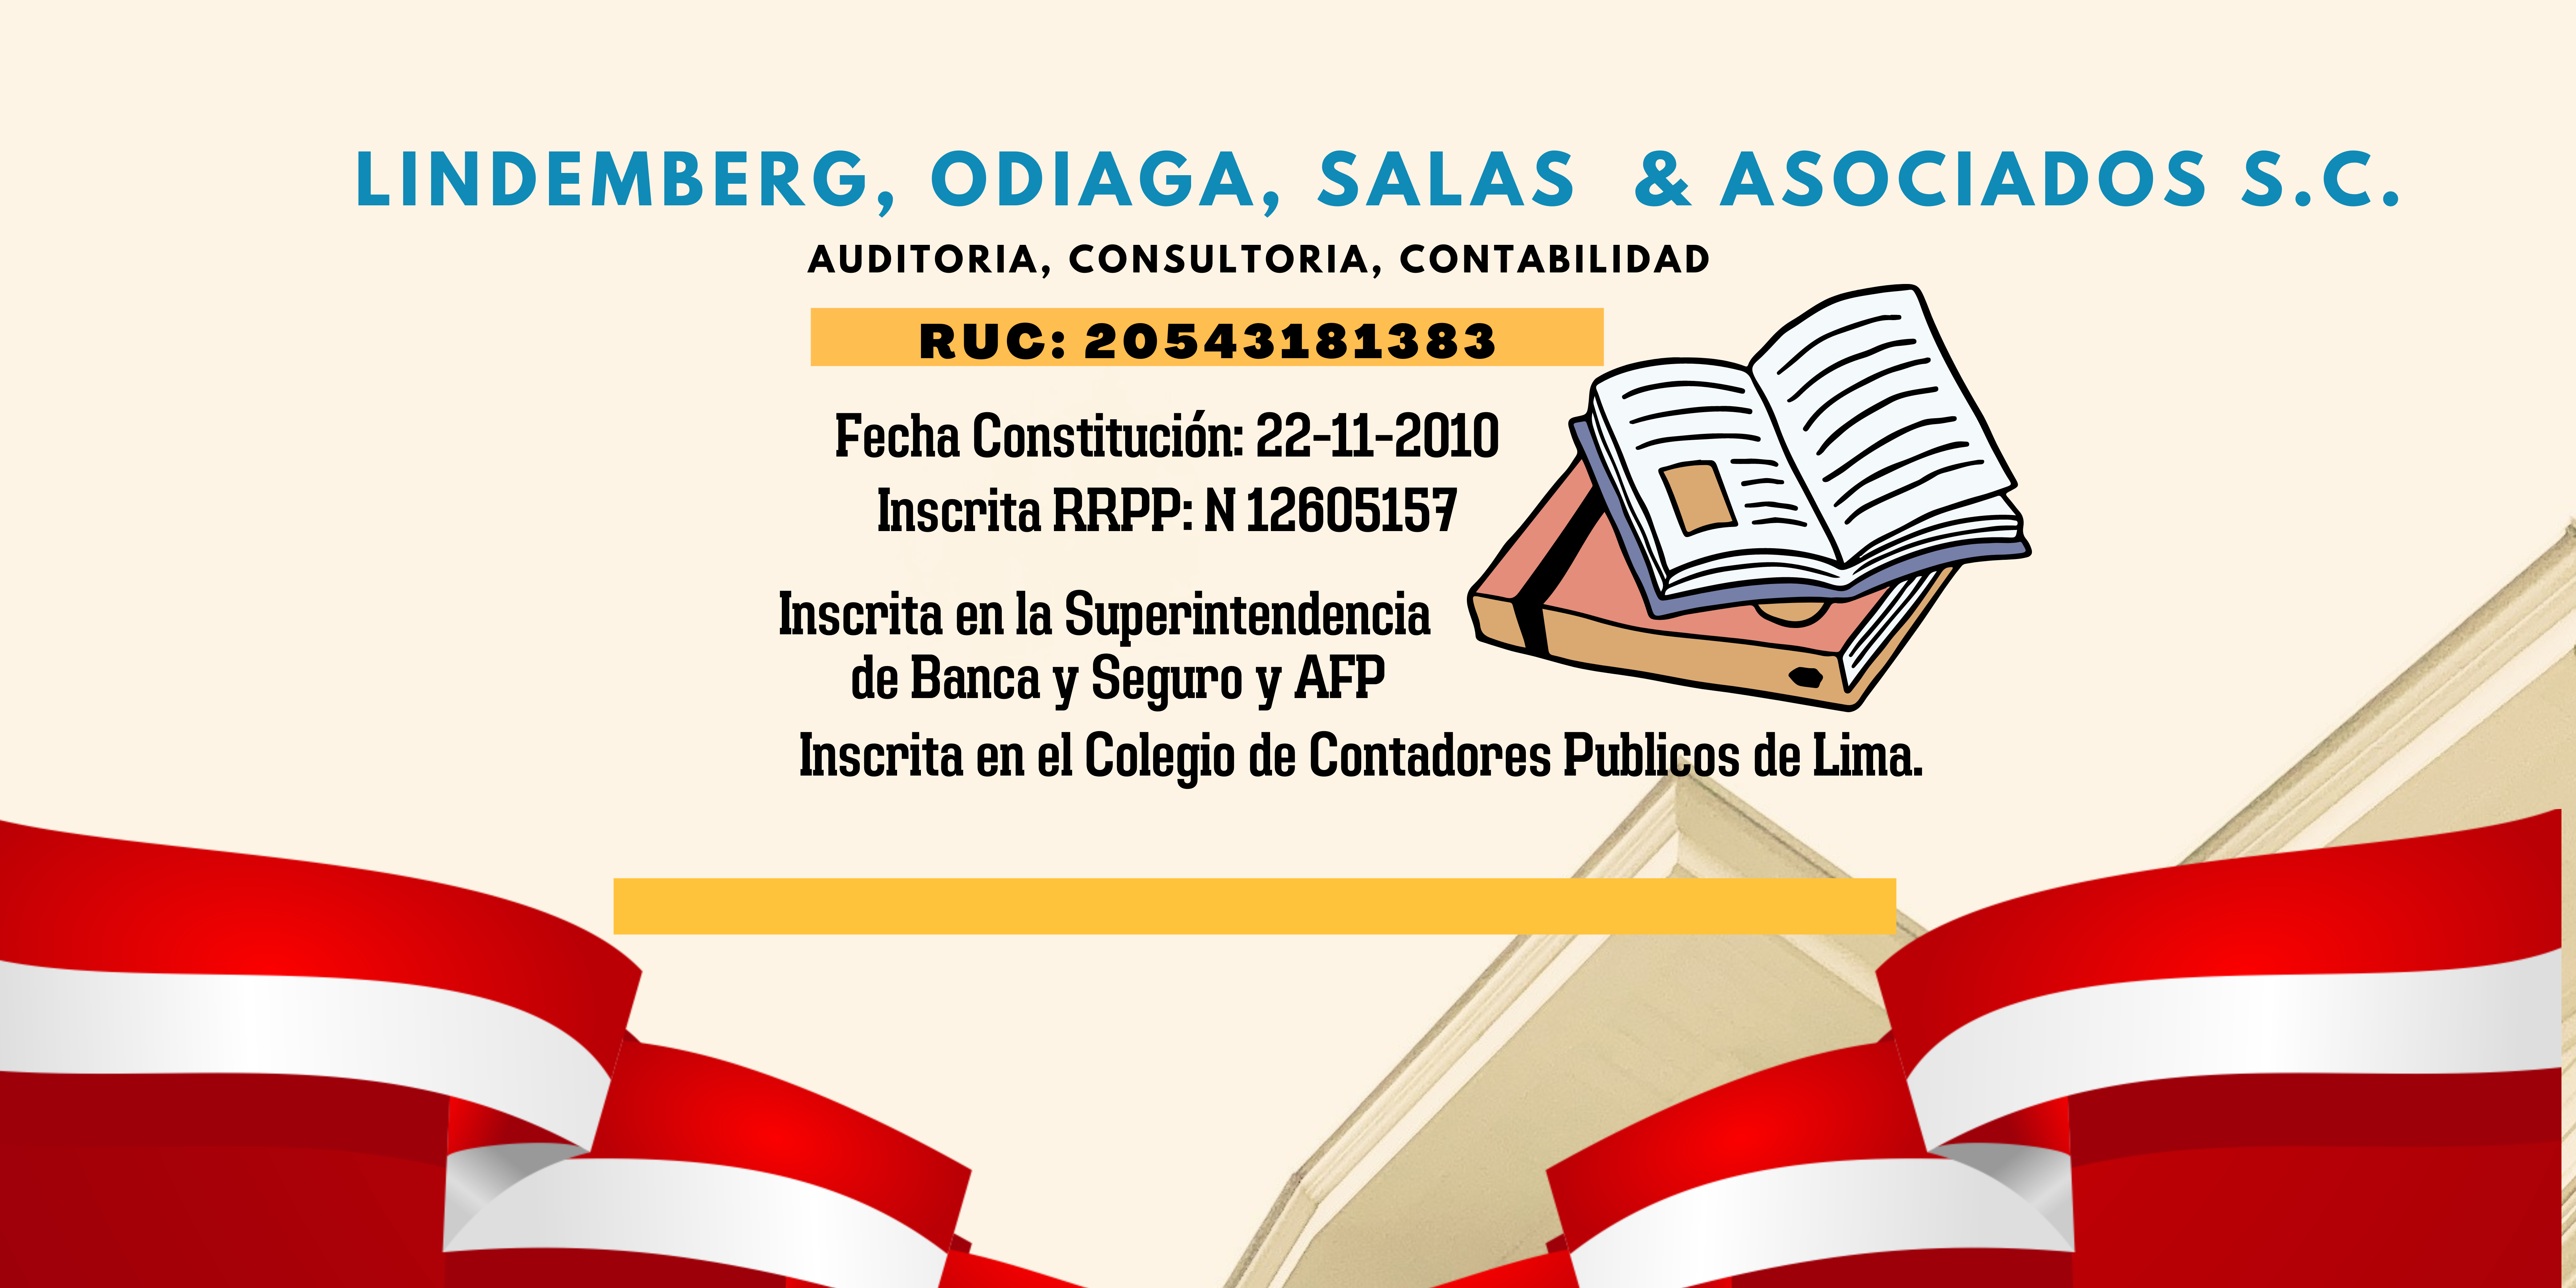 LINDEMBERG, ODIAGA, SALAS & ASOCIADOS S.C.
AUDITORIA, CONSULTORIA, CONTABILIDAD
RUC: 20543181383
Fecha Constitución: 22-11-2010
Inscrita RRPP: N 12605157
Inscrita en la Superintendencia
de Banca y Seguro y AFP
Inscrita en el Colegio de Contadores Publicos de Lima.